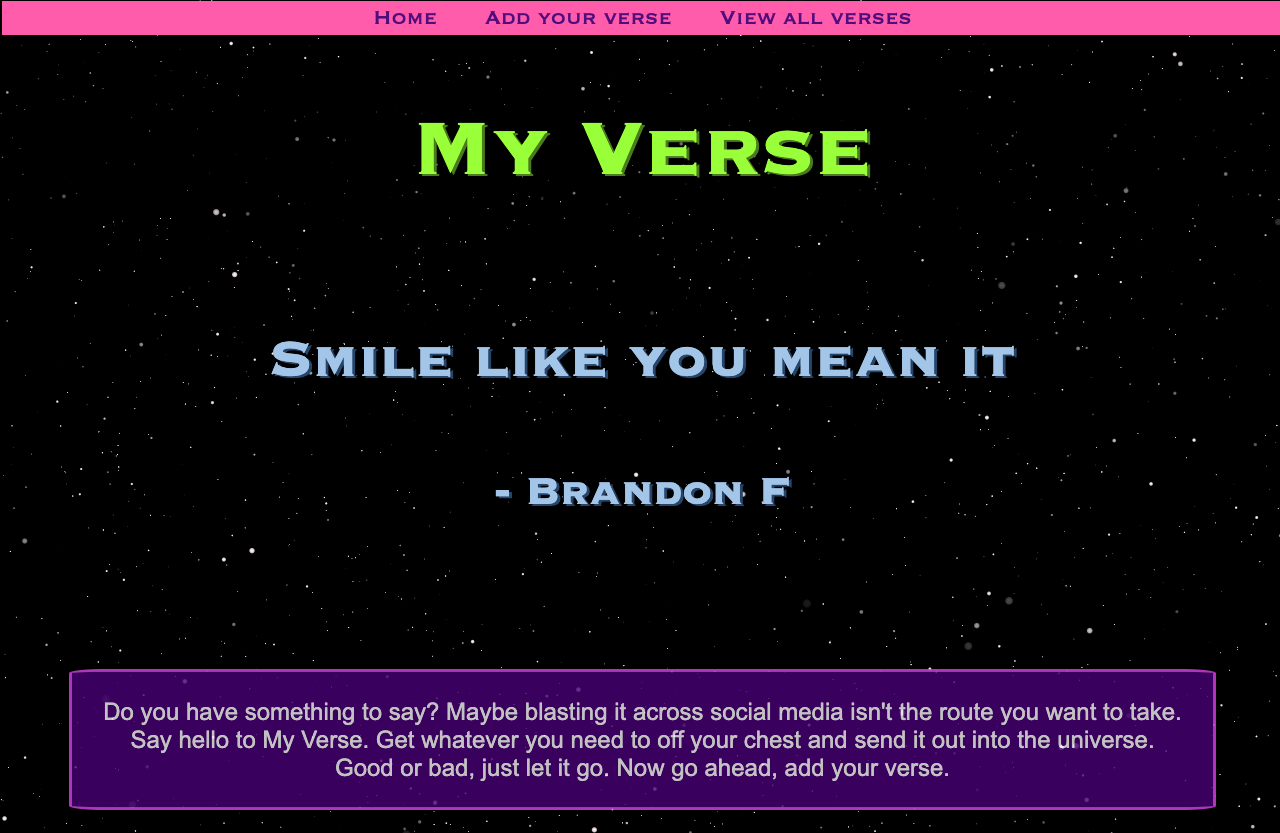 Home Add your verse View all verses
My Verse
Smile like you mean it
- Brandon F
Do you have something to say? Maybe blasting it across social media isn't the route you want to take.
Say hello to My Verse. Get whatever you need to off your chest and send it out into the universe.
Good or bad, just let it go. Now go ahead, add your verse.